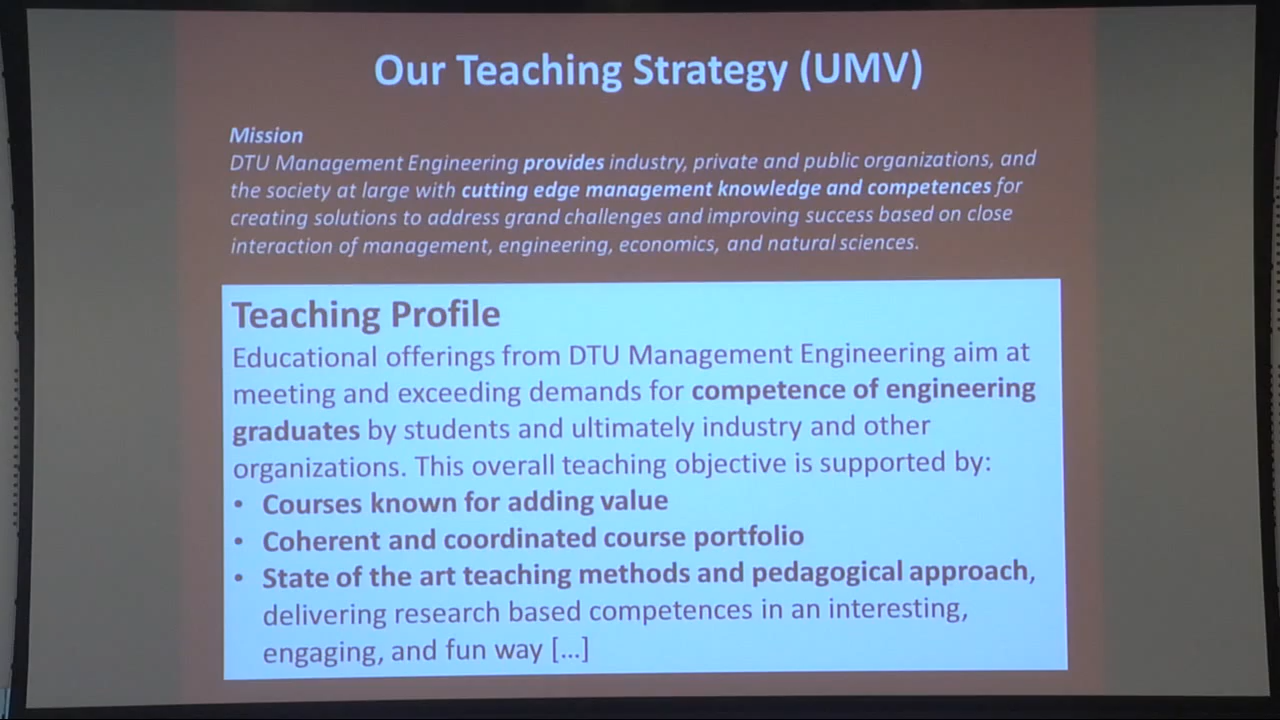 Our Teaching Strategy (UMV)
Mission
DTU Management Engineering provides industry, private and public organizations, and
the society at large with cutting edge management knowledge and competences for
creating solutions to address grand challenges and improving success based on close
interaction of management, engineering, economics, and natural sciences.
Teaching Profile
Educational offerings from DTU Management Engineering aim at
meeting and exceeding demands for competence of engineering
graduates by students and ultimately industry and other
organizations. This overall teaching objective is supported by:
• Courses known for adding value
• Coherent and coordinated course portfolio
• State of the art teaching methods and pedagogical approach,
delivering research based competences in an interesting,
engaging, and fun way [...]